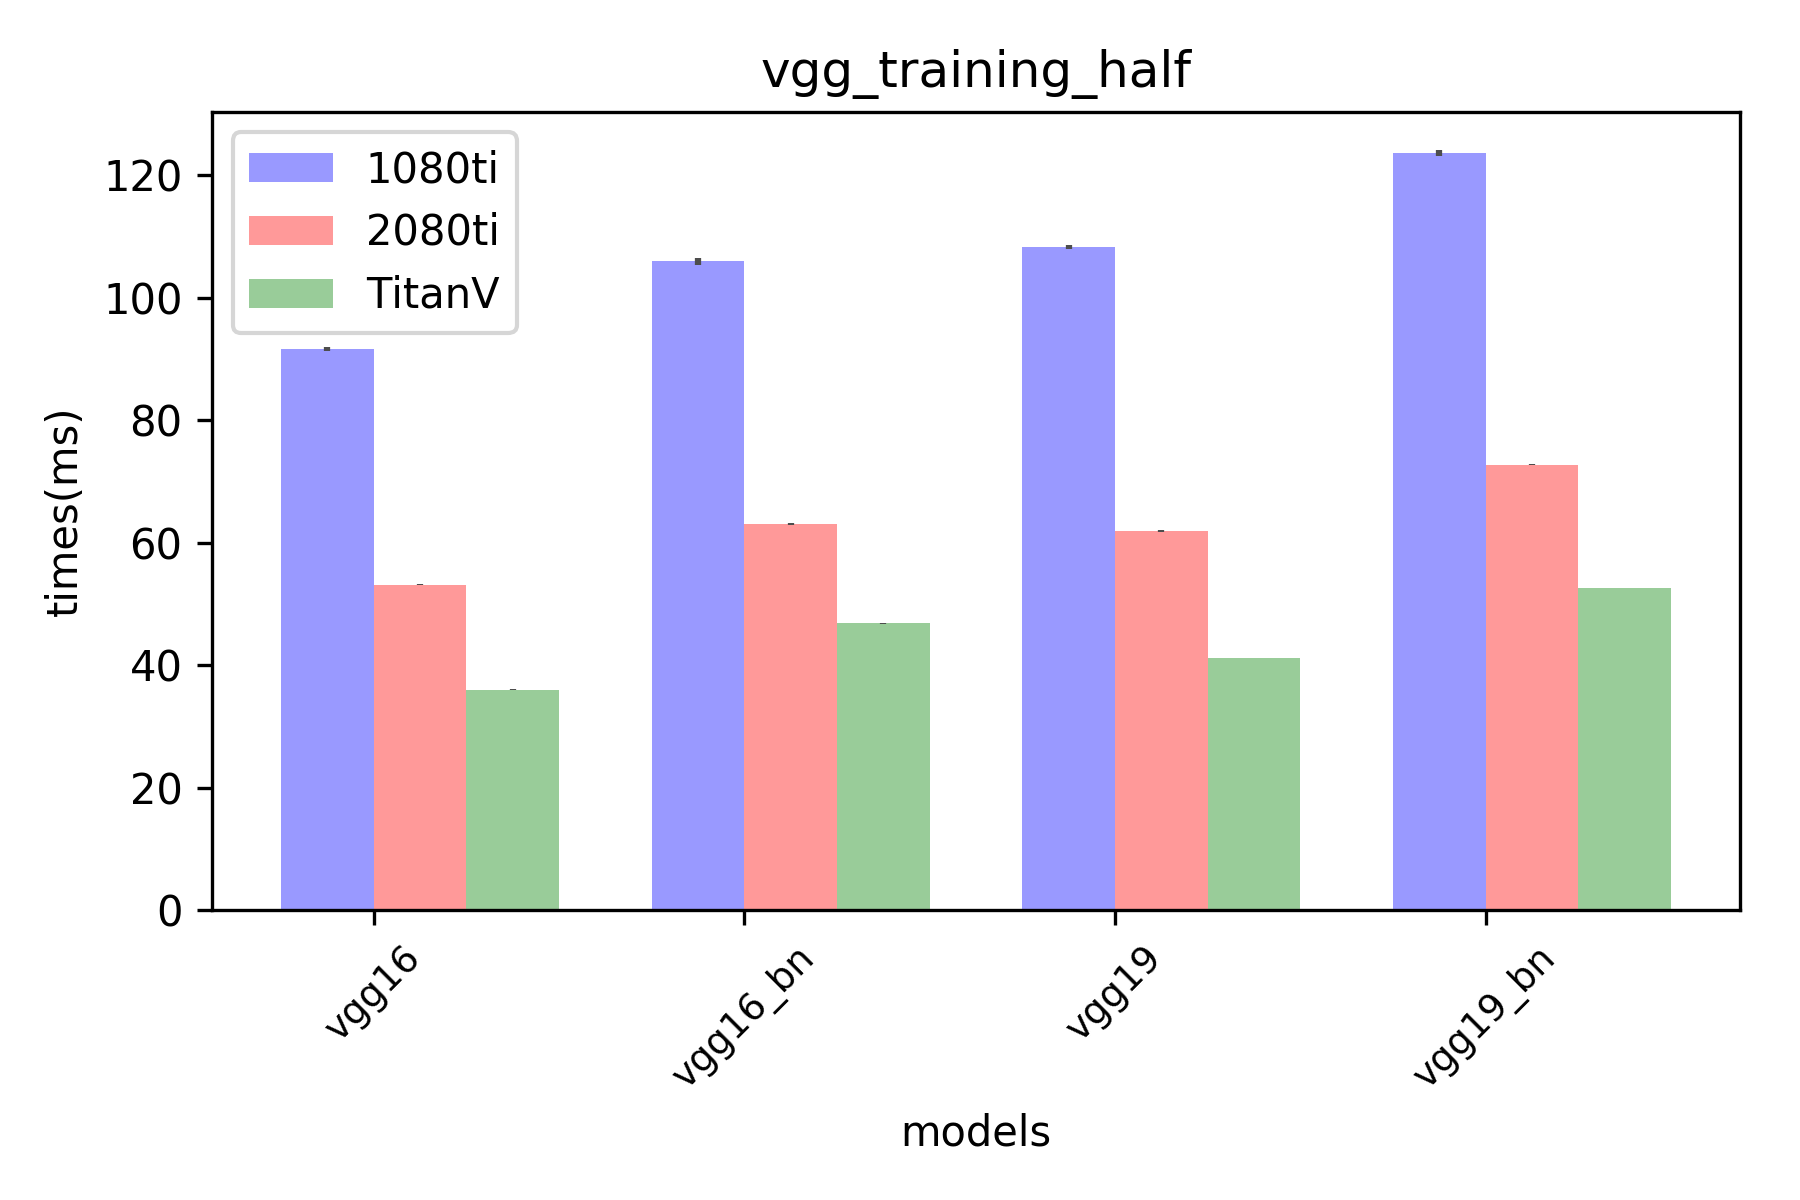 vgg_training_half
1080ti
2080ti
TitanV
120
100
80
60
40
20
0
times(ms)
vgg16
vgg16_bn
vgg19
vgg19_bn
models